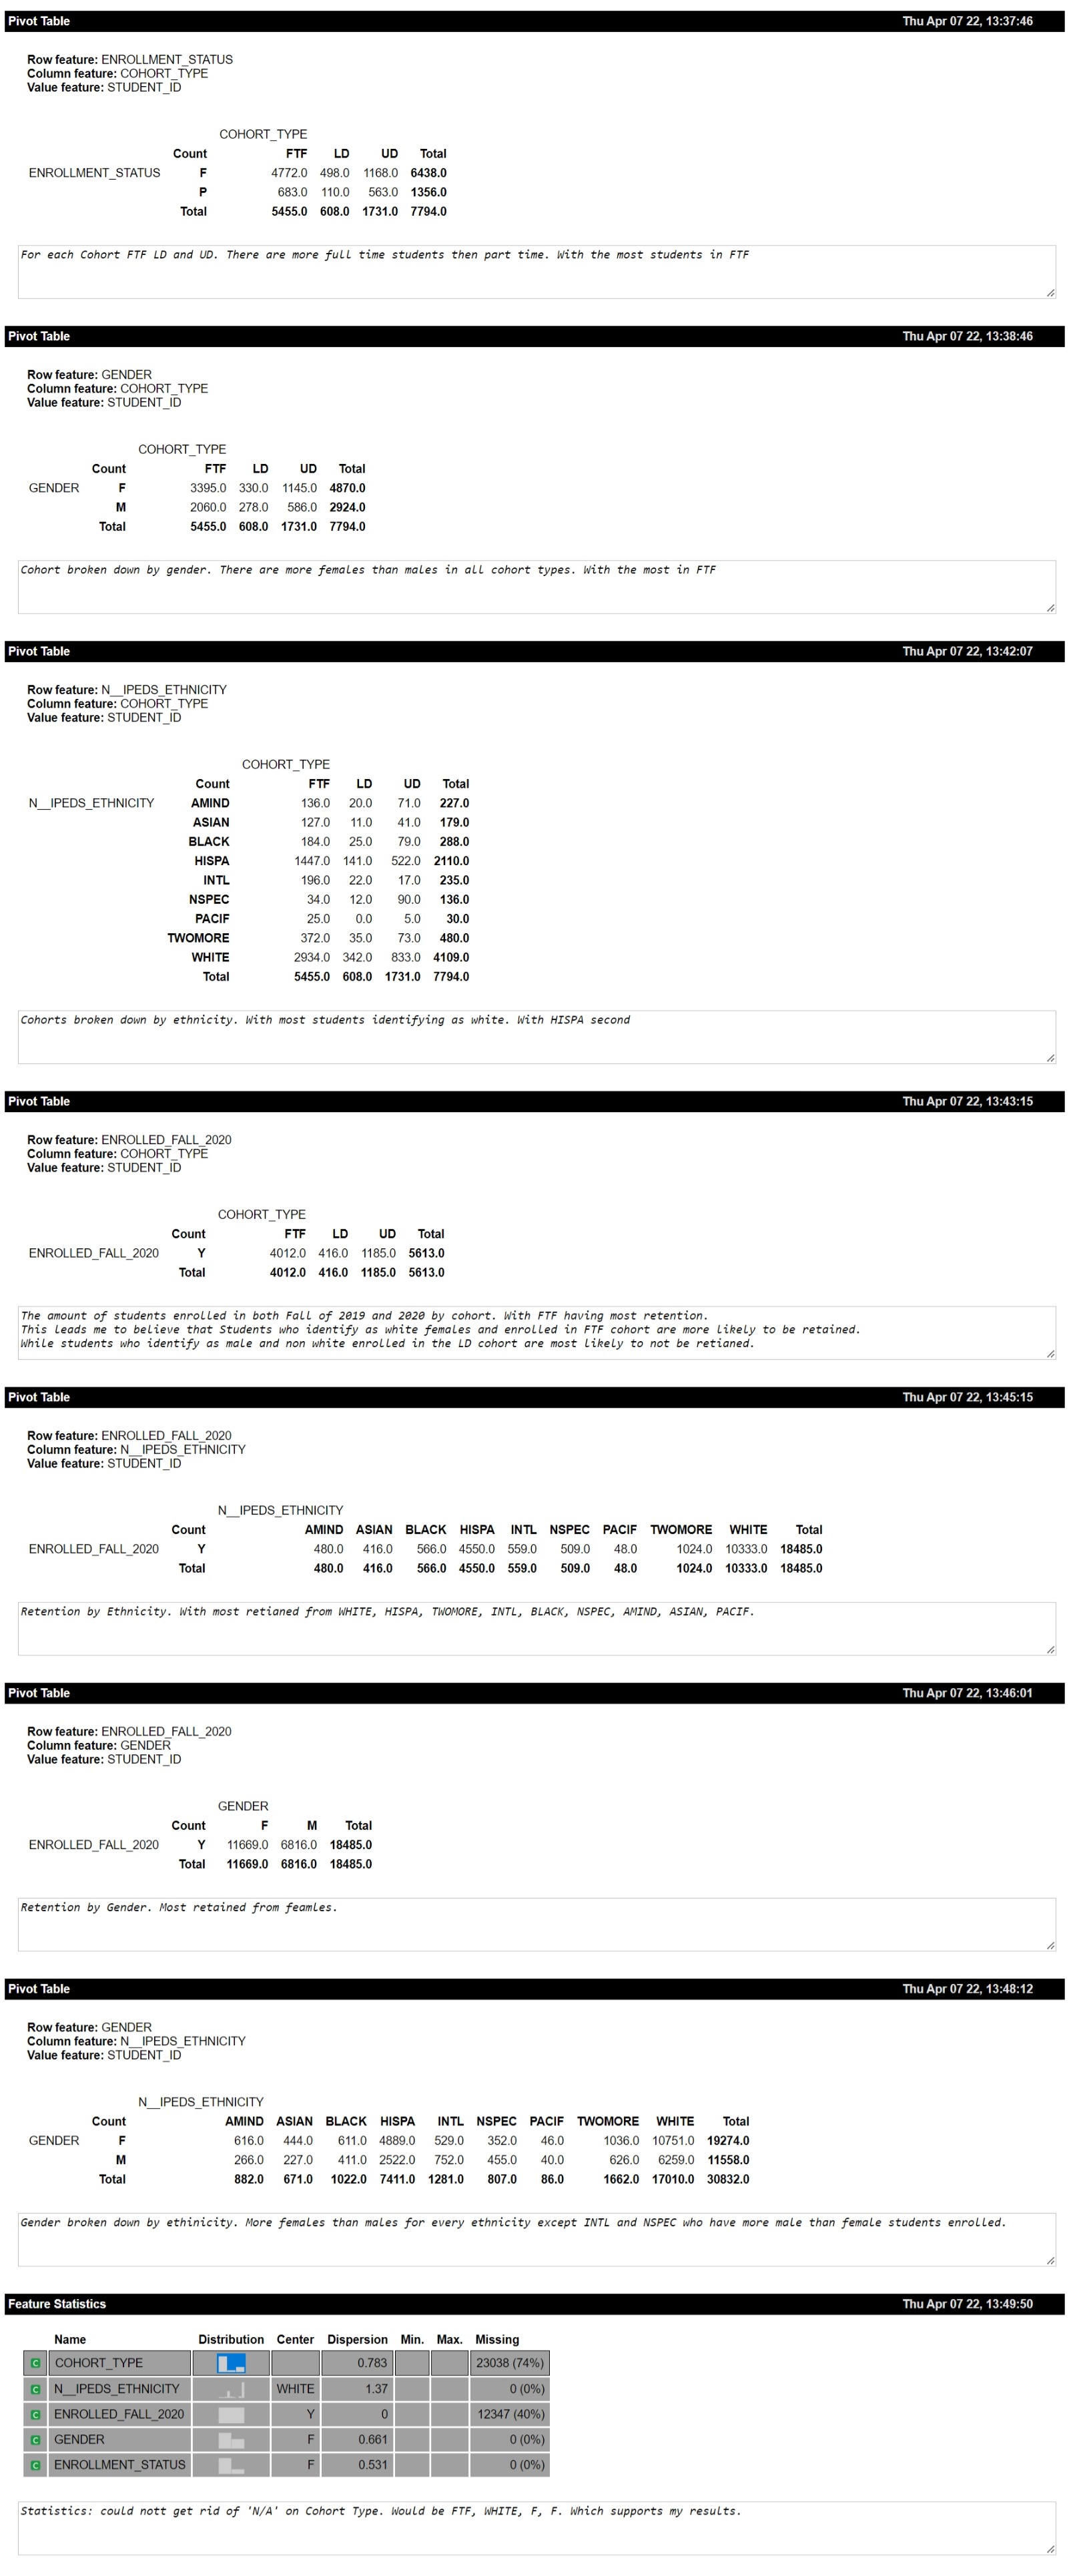 Pivot Table Thu Apr 07 22, 13:37:46
Row feature: ENROLLMENT_STATUS
Column feature: COHORT_TYPE
Value feature: STUDENT_ID
COHORT_TYPE
Count FTF LD UD Total
ENROLLMENT_STATUS F 4772.0 498.0 1168.0 6438.0
P 683.0 110.0 563.0 1356.0
Total 5455.0 608.0 1731.0 7794.0
For each Cohort FTF LD and UD. There are more full time students then part time. With the most students in FTF
Pivot Table Thu Apr 07 22, 13:38:46
Row feature: GENDER
Column feature: COHORT_TYPE
Value feature: STUDENT_ID
COHORT_TYPE
Count FTF LD UD Total
GENDER F 3395.0 330.0 1145.0 4870.0
M 2060.0 278.0 586.0 2924.0
Total 5455.0 608.0 1731.0 7794.0
Cohort broken down by gender. There are more females than males in all cohort types. With the most in FTF
Pivot Table Thu Apr 07 22, 13:42:07
Row feature: N__IPEDS_ETHNICITY
Column feature: COHORT_TYPE
Value feature: STUDENT_ID
COHORT_TYPE
Count FTF LD UD Total
N__IPEDS_ETHNICITY AMIND 136.0 20.0 71.0 227.0
ASIAN 127.0 11.0 41.0 179.0
BLACK 184.0 25.0 79.0 288.0
HISPA 1447.0 141.0 522.0 2110.0
INTL 196.0 22.0 17.0 235.0
NSPEC 34.0 12.0 90.0 136.0
PACIF 25.0 0.0 5.0 30.0
TWOMORE 372.0 35.0 73.0 480.0
WHITE 2934.0 342.0 833.0 4109.0
Total 5455.0 608.0 1731.0 7794.0
Cohorts broken down by ethnicity. With most students identifying as white. With HISPA second
Pivot Table Thu Apr 07 22, 13:43:15
Row feature: ENROLLED_FALL_2020
Column feature: COHORT_TYPE
Value feature: STUDENT_ID
COHORT_TYPE
Count FTF LD UD Total
ENROLLED_FALL_2020 Y 4012.0 416.0 1185.0 5613.0
Total 4012.0 416.0 1185.0 5613.0
The amount of students enrolled in both Fall of 2019 and 2020 by cohort. With FTF having most retention.
This leads me to believe that Students who identify as white females and enrolled in FTF cohort are more likely to be retained.
While students who identify as male and non white enrolled in the LD cohort are most likely to not be retianed.
Pivot Table Thu Apr 07 22, 13:45:15
Row feature: ENROLLED_FALL_2020
Column feature: N__IPEDS_ETHNICITY
Value feature: STUDENT_ID
N__IPEDS_ETHNICITY
Count AMIND ASIAN BLACK HISPA INTL NSPEC PACIF TWOMORE WHITE Total
ENROLLED_FALL_2020 Y 480.0 416.0 566.0 4550.0 559.0 509.0 48.0 1024.0 10333.0 18485.0
Total 480.0 416.0 566.0 4550.0 559.0 509.0 48.0 1024.0 10333.0 18485.0
Retention by Ethnicity. With most retianed from WHITE, HISPA, TWOMORE, INTL, BLACK, NSPEC, AMIND, ASIAN, PACIF.
Pivot Table Thu Apr 07 22, 13:46:01
Row feature: ENROLLED_FALL_2020
Column feature: GENDER
Value feature: STUDENT_ID
GENDER
Count F M Total
ENROLLED_FALL_2020 Y 11669.0 6816.0 18485.0
Total 11669.0 6816.0 18485.0
Retention by Gender. Most retained from feamles.
Pivot Table Thu Apr 07 22, 13:48:12
Row feature: GENDER
Column feature: N__IPEDS_ETHNICITY
Value feature: STUDENT_ID
N__IPEDS_ETHNICITY
Count AMIND ASIAN BLACK HISPA INTL NSPEC PACIF TWOMORE WHITE Total
GENDER F 616.0 444.0 611.0 4889.0 529.0 352.0 46.0 1036.0 10751.0 19274.0
M 266.0 227.0 411.0 2522.0 752.0 455.0 40.0 626.0 6259.0 11558.0
Total 882.0 671.0 1022.0 7411.0 1281.0 807.0 86.0 1662.0 17010.0 30832.0
Gender broken down by ethinicity. More females than males for every ethnicity except INTL and NSPEC who have more male than female students enrolled.
Feature Statistics Thu Apr 07 22, 13:49:50
Name Distribution Center Dispersion Min. Max. Missing
C COHORT_TYPE 0.783 23038 (74%)
C N__IPEDS_ETHNICITY WHITE 1.37 0 (0%)
C ENROLLED_FALL_2020 Y 0 12347 (40%)
C GENDER F 0.661 0 (0%)
C ENROLLMENT_STATUS F 0.531 0 (0%)
Statistics: could nott get rid of 'N/A' on Cohort Type. Would be FTF, WHITE, F, F. Which supports my results.